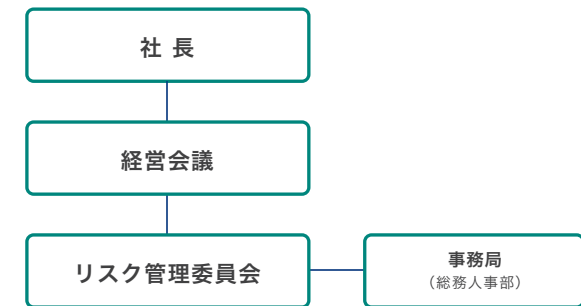 社 長
経営会議
リスク管理委員会
事務局
（総務人事部）